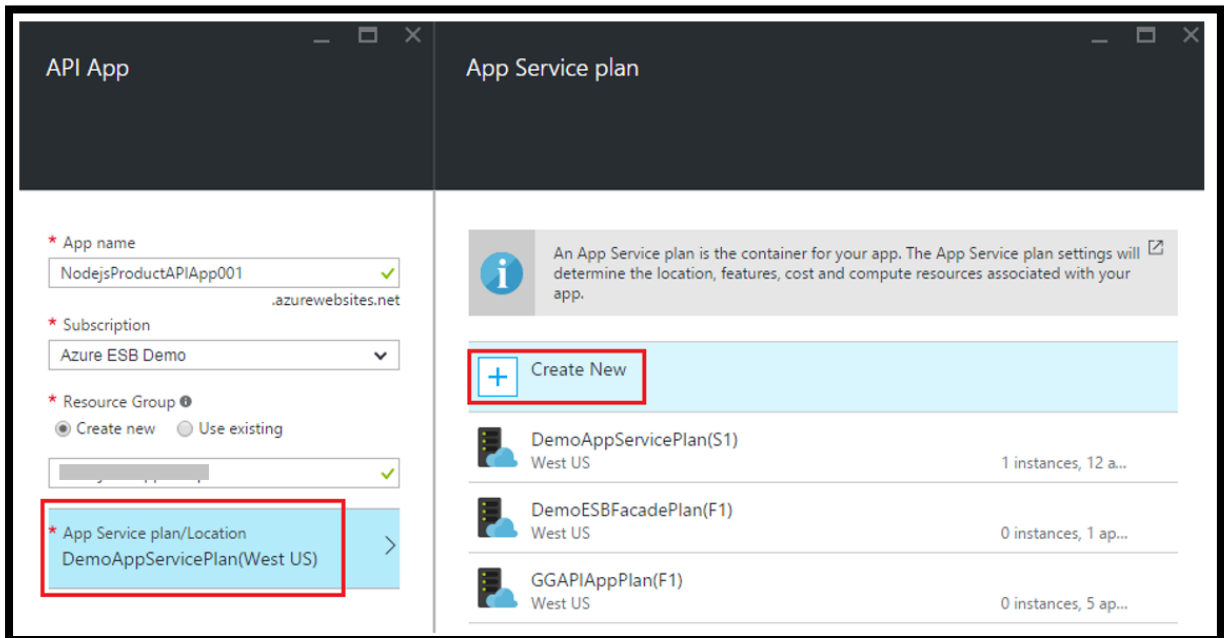 API App
* App name
NodejsProductAPIApp001
.azurewebsites.net
* Subscription
Azure ESB Demo
* Resource Group
Create new Use existing
* App Service plan/Location
DemoAppServicePlan(West US)
App Service plan
An App Service plan is the container for your app. The App Service plan settings will
determine the location, features, cost and compute resources associated with your
app.
Create New
DemoAppServicePlan(S1)
West US
1 instances, 12 a...
DemoESBFacadePlan(F1)
West US
0 instances, 1 ap...
GGAPIAppPlan(F1)
West US
0 instances, 5 ap...